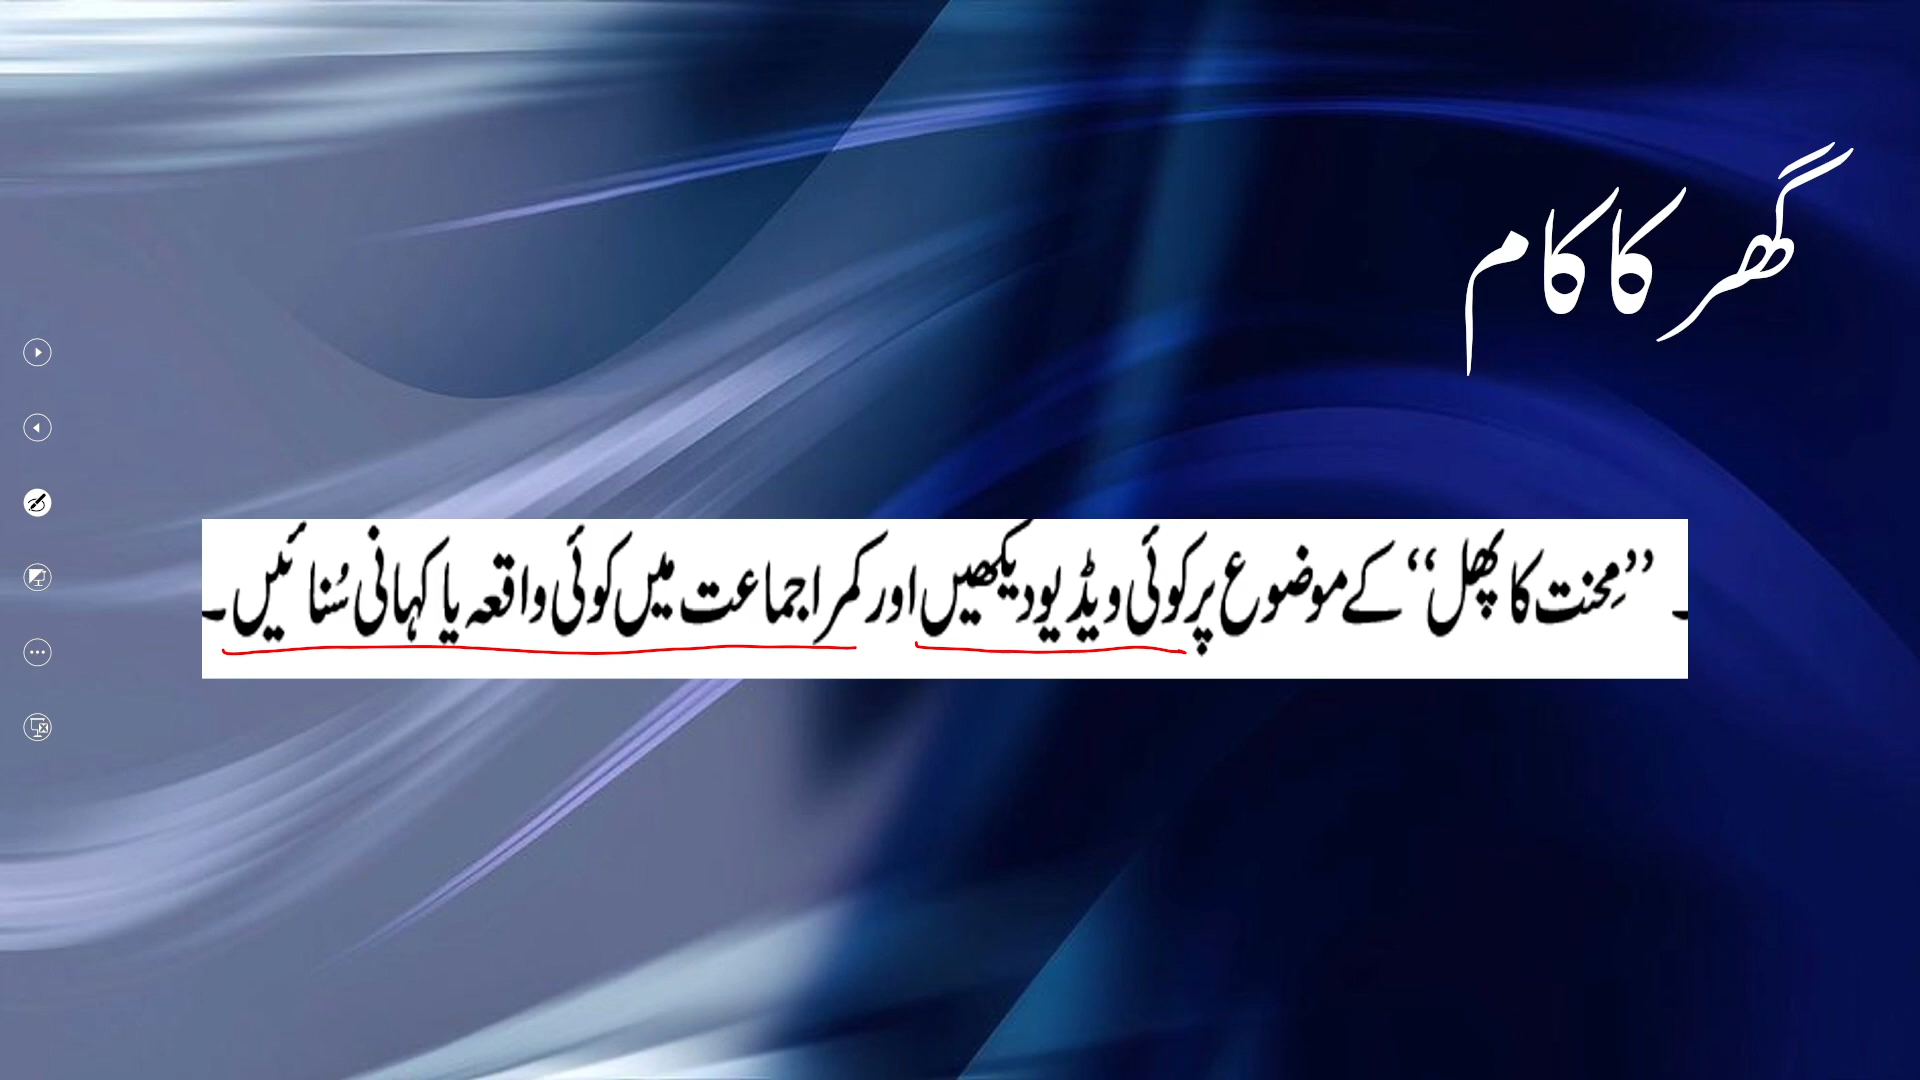 گھر کا کام
۔ ’’مِحنت کا پھل‘‘ کے موضوع پر کوئی ویڈیو دیکھیں اور کمرا جماعت میں کوئی واقعہ یا کہانی سُنائیں۔